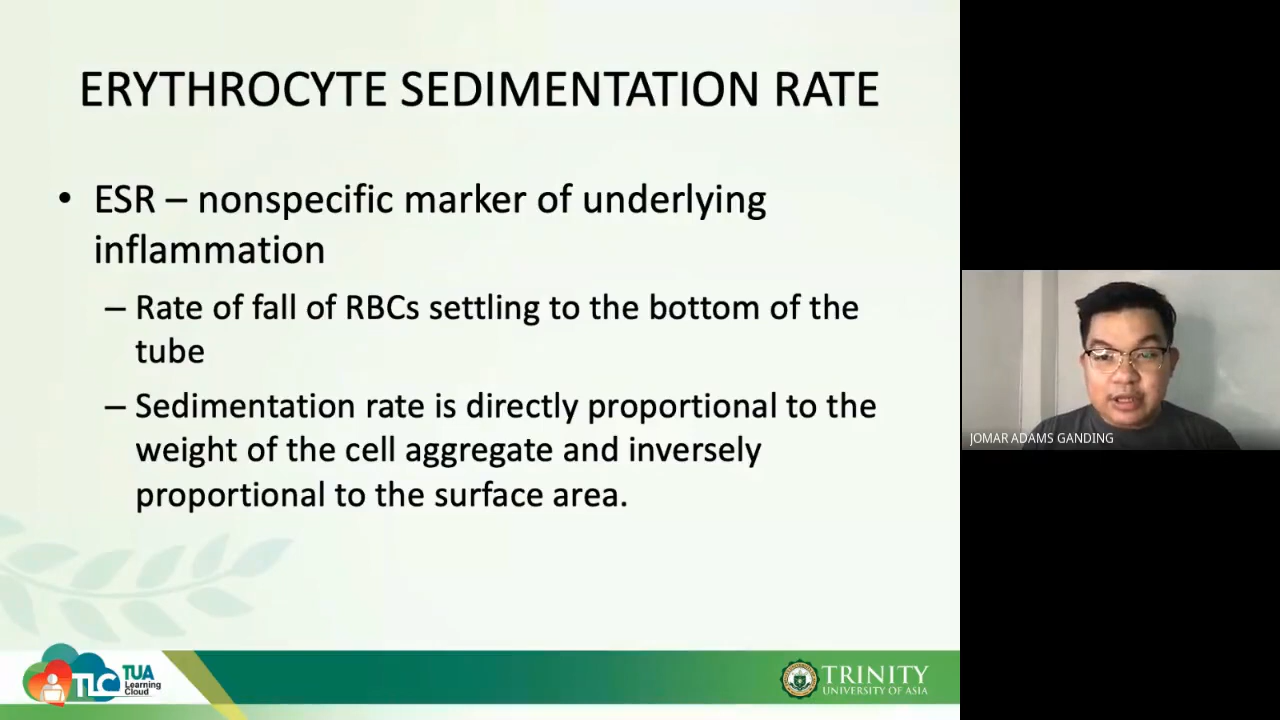 ERYTHROCYTE SEDIMENTATION RATE
• ESR – nonspecific marker of underlying
inflammation
– Rate of fall of RBCs settling to the bottom of the
tube
– Sedimentation rate is directly proportional to the
weight of the cell aggregate and inversely
proportional to the surface area.
JOMAR ADAMS GANDING
TLC TUA
Learning
Cloud
TRINITY
UNIVERSITY OF ASIA